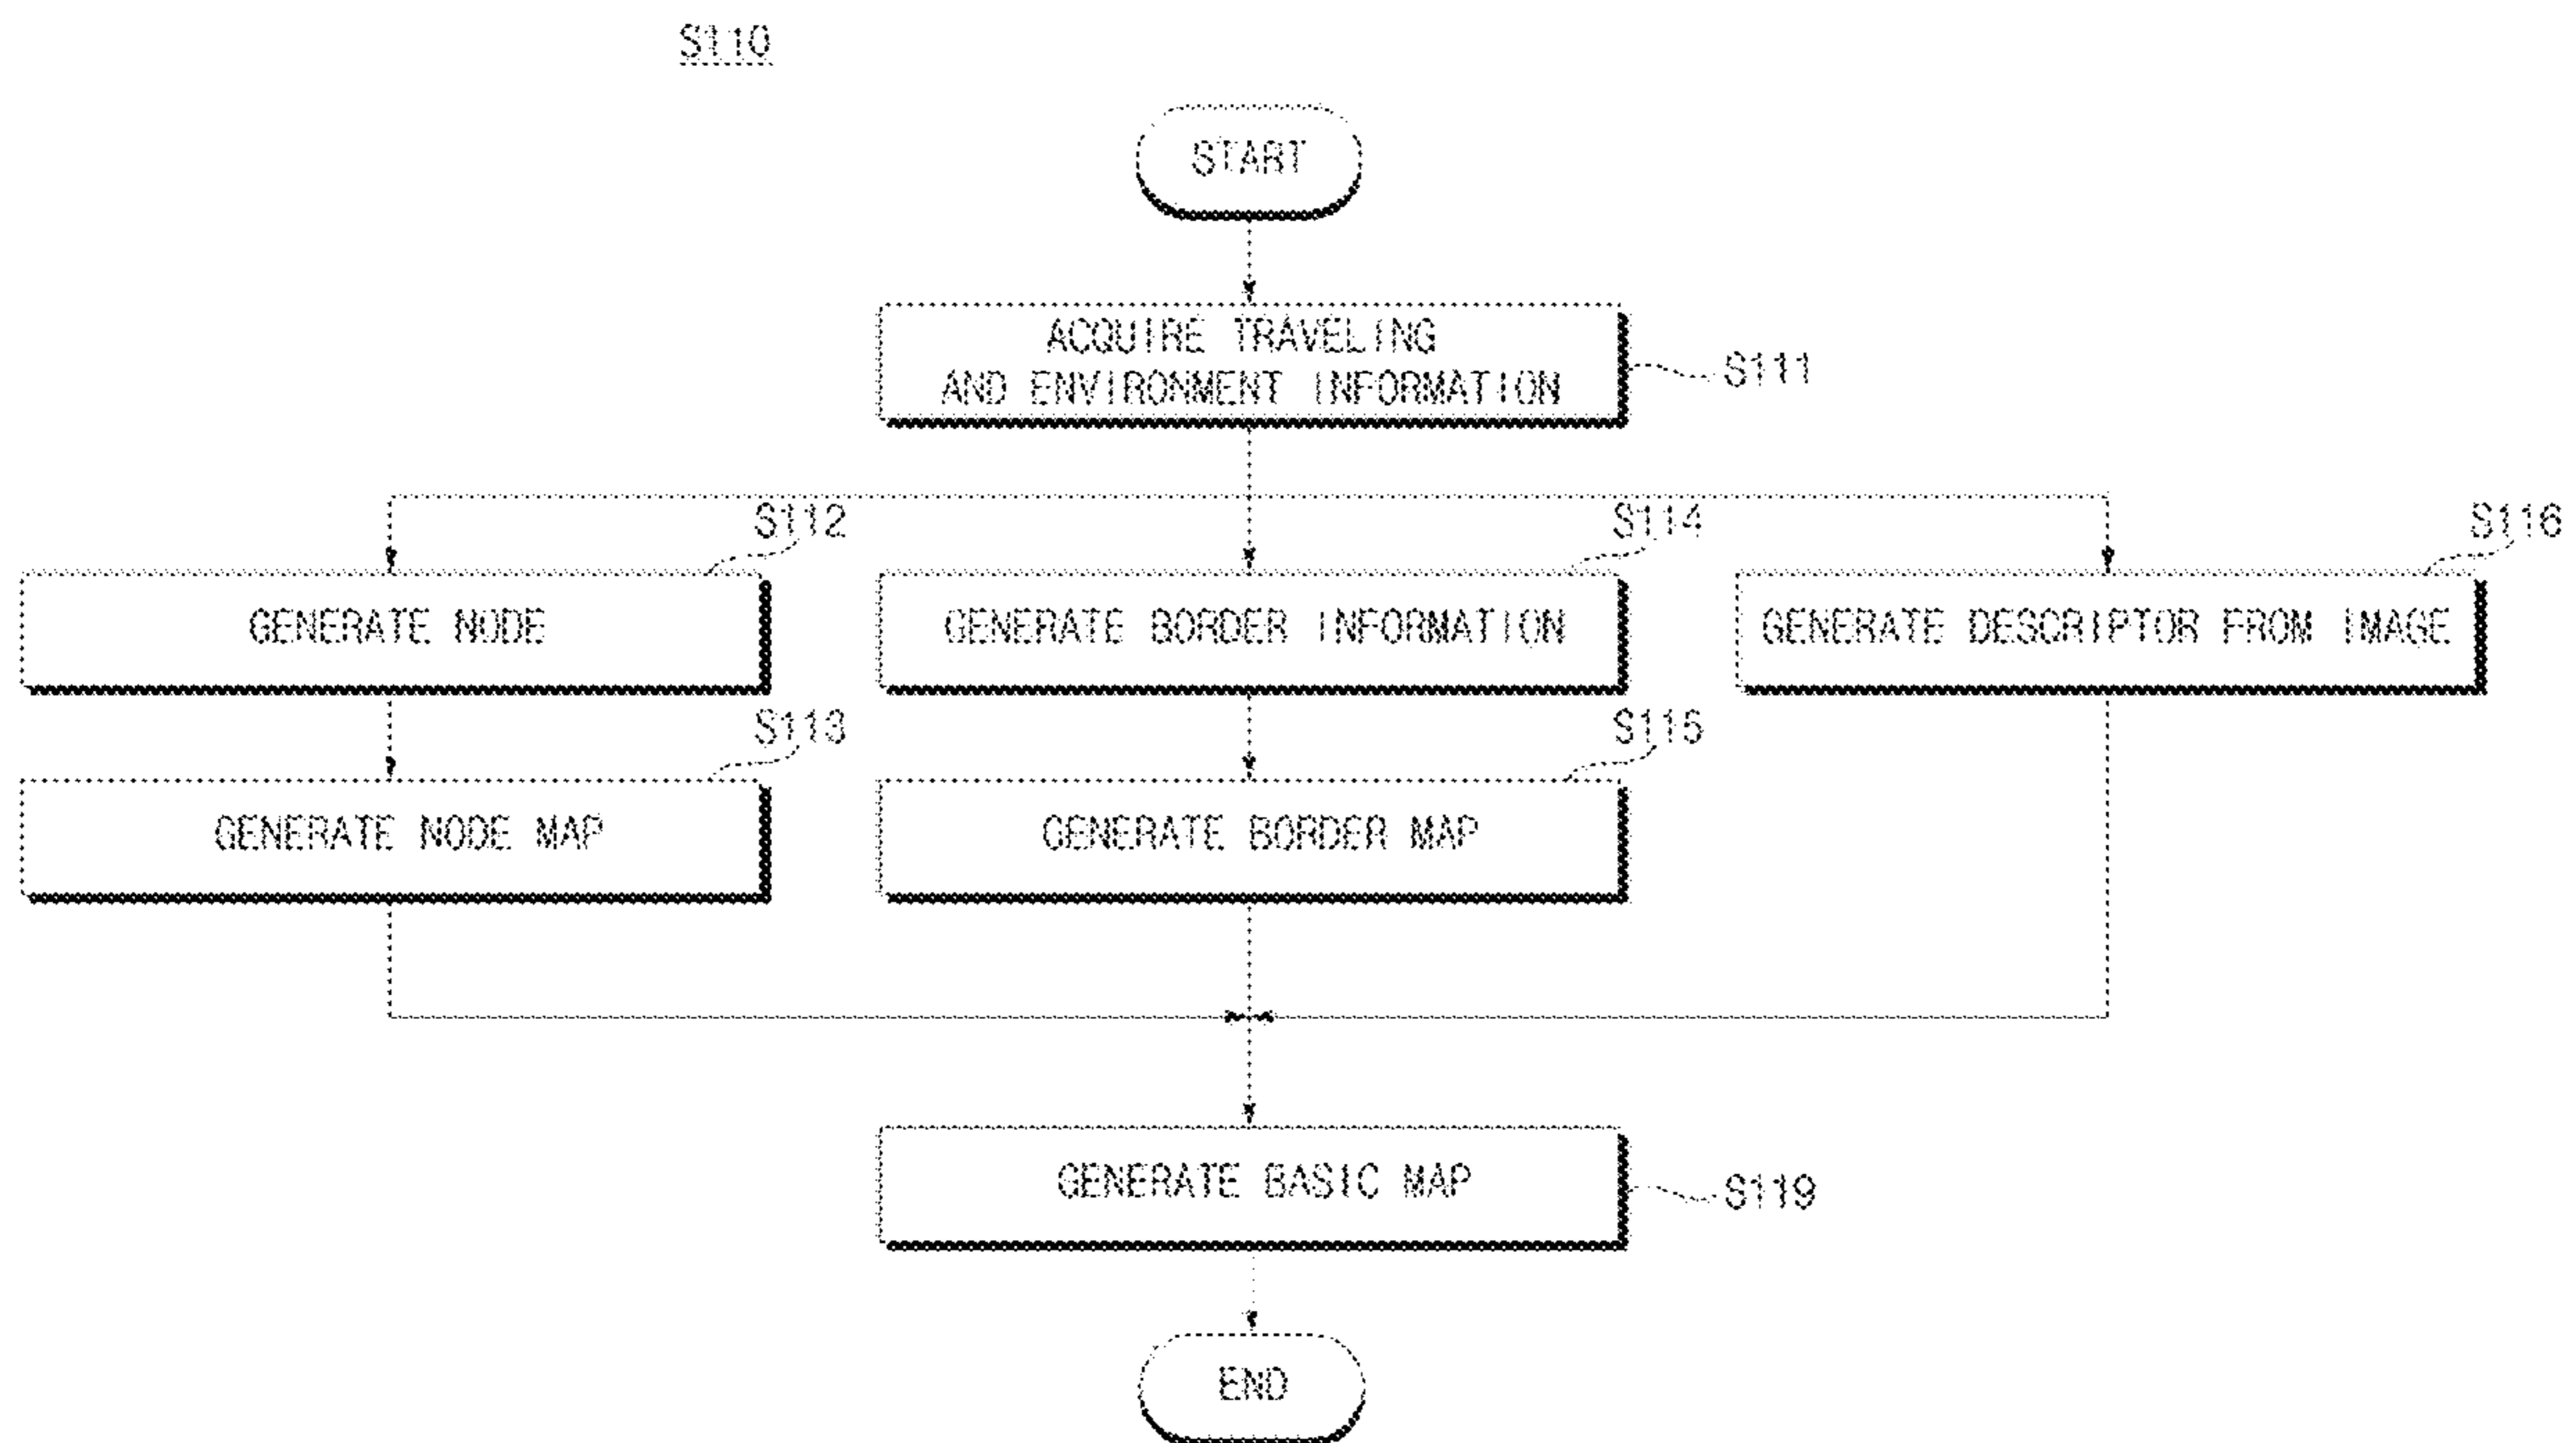 S110
START
ACQUIRE TRAVELING
AND ENVIRONMENT INFORMATION
S111
S112
S114
S116
GENERATE NODE
GENERATE BORDER INFORMATION
GENERATE DESCRIPTOR FROM IMAGE
S113
S115
GENERATE NODE MAP
GENERATE BORDER MAP
GENERATE BASIC MAP
S119
END